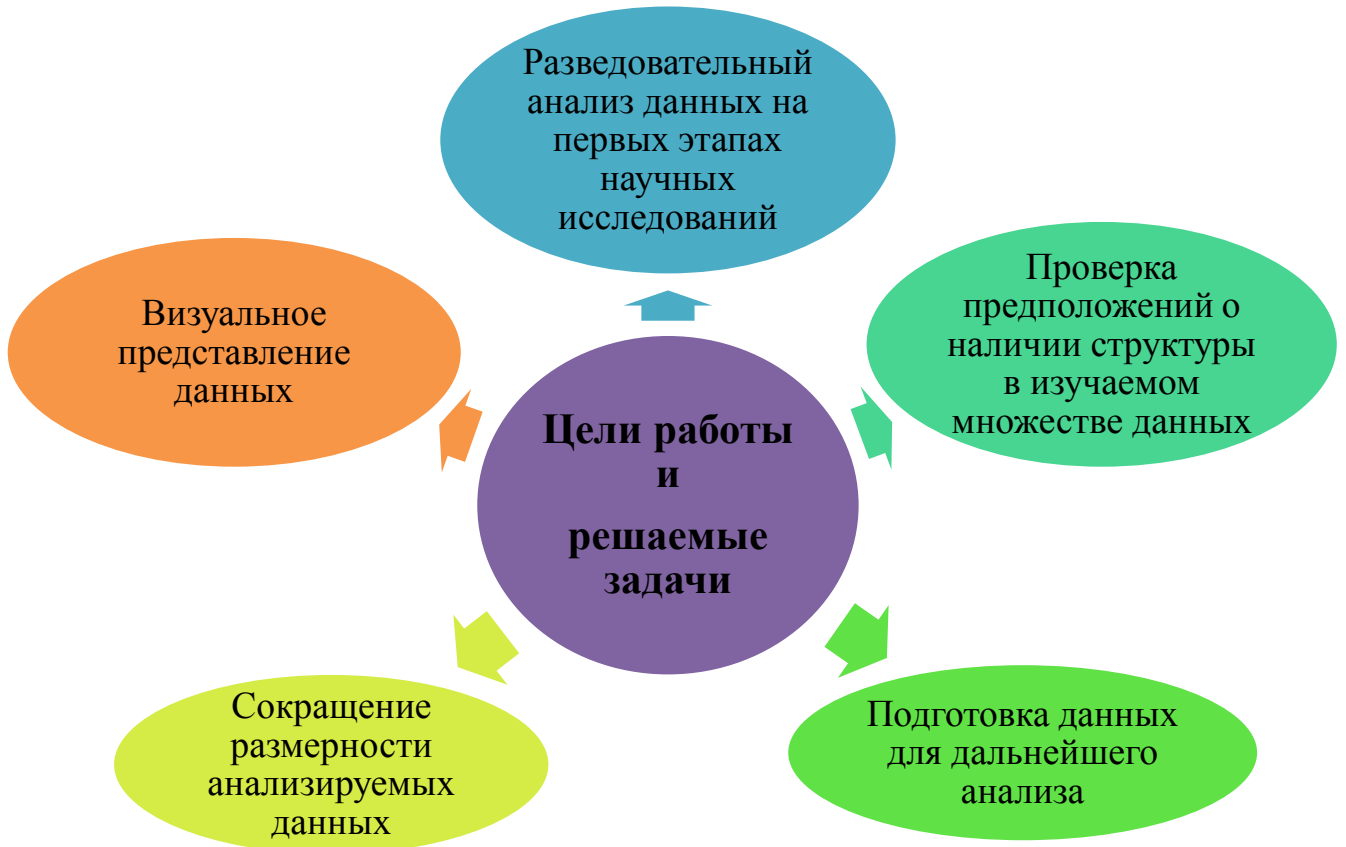 Разведовательный
анализ данных на
первых этапах
научных
исследований
Визуальное
представление
данных
Проверка
предположений о
наличии структуры
в изучаемом
множестве данных
Цели работы
и
решаемые
задачи
Сокращение
размерности
анализируемых
данных
Подготовка данных
для дальнейшего
анализа